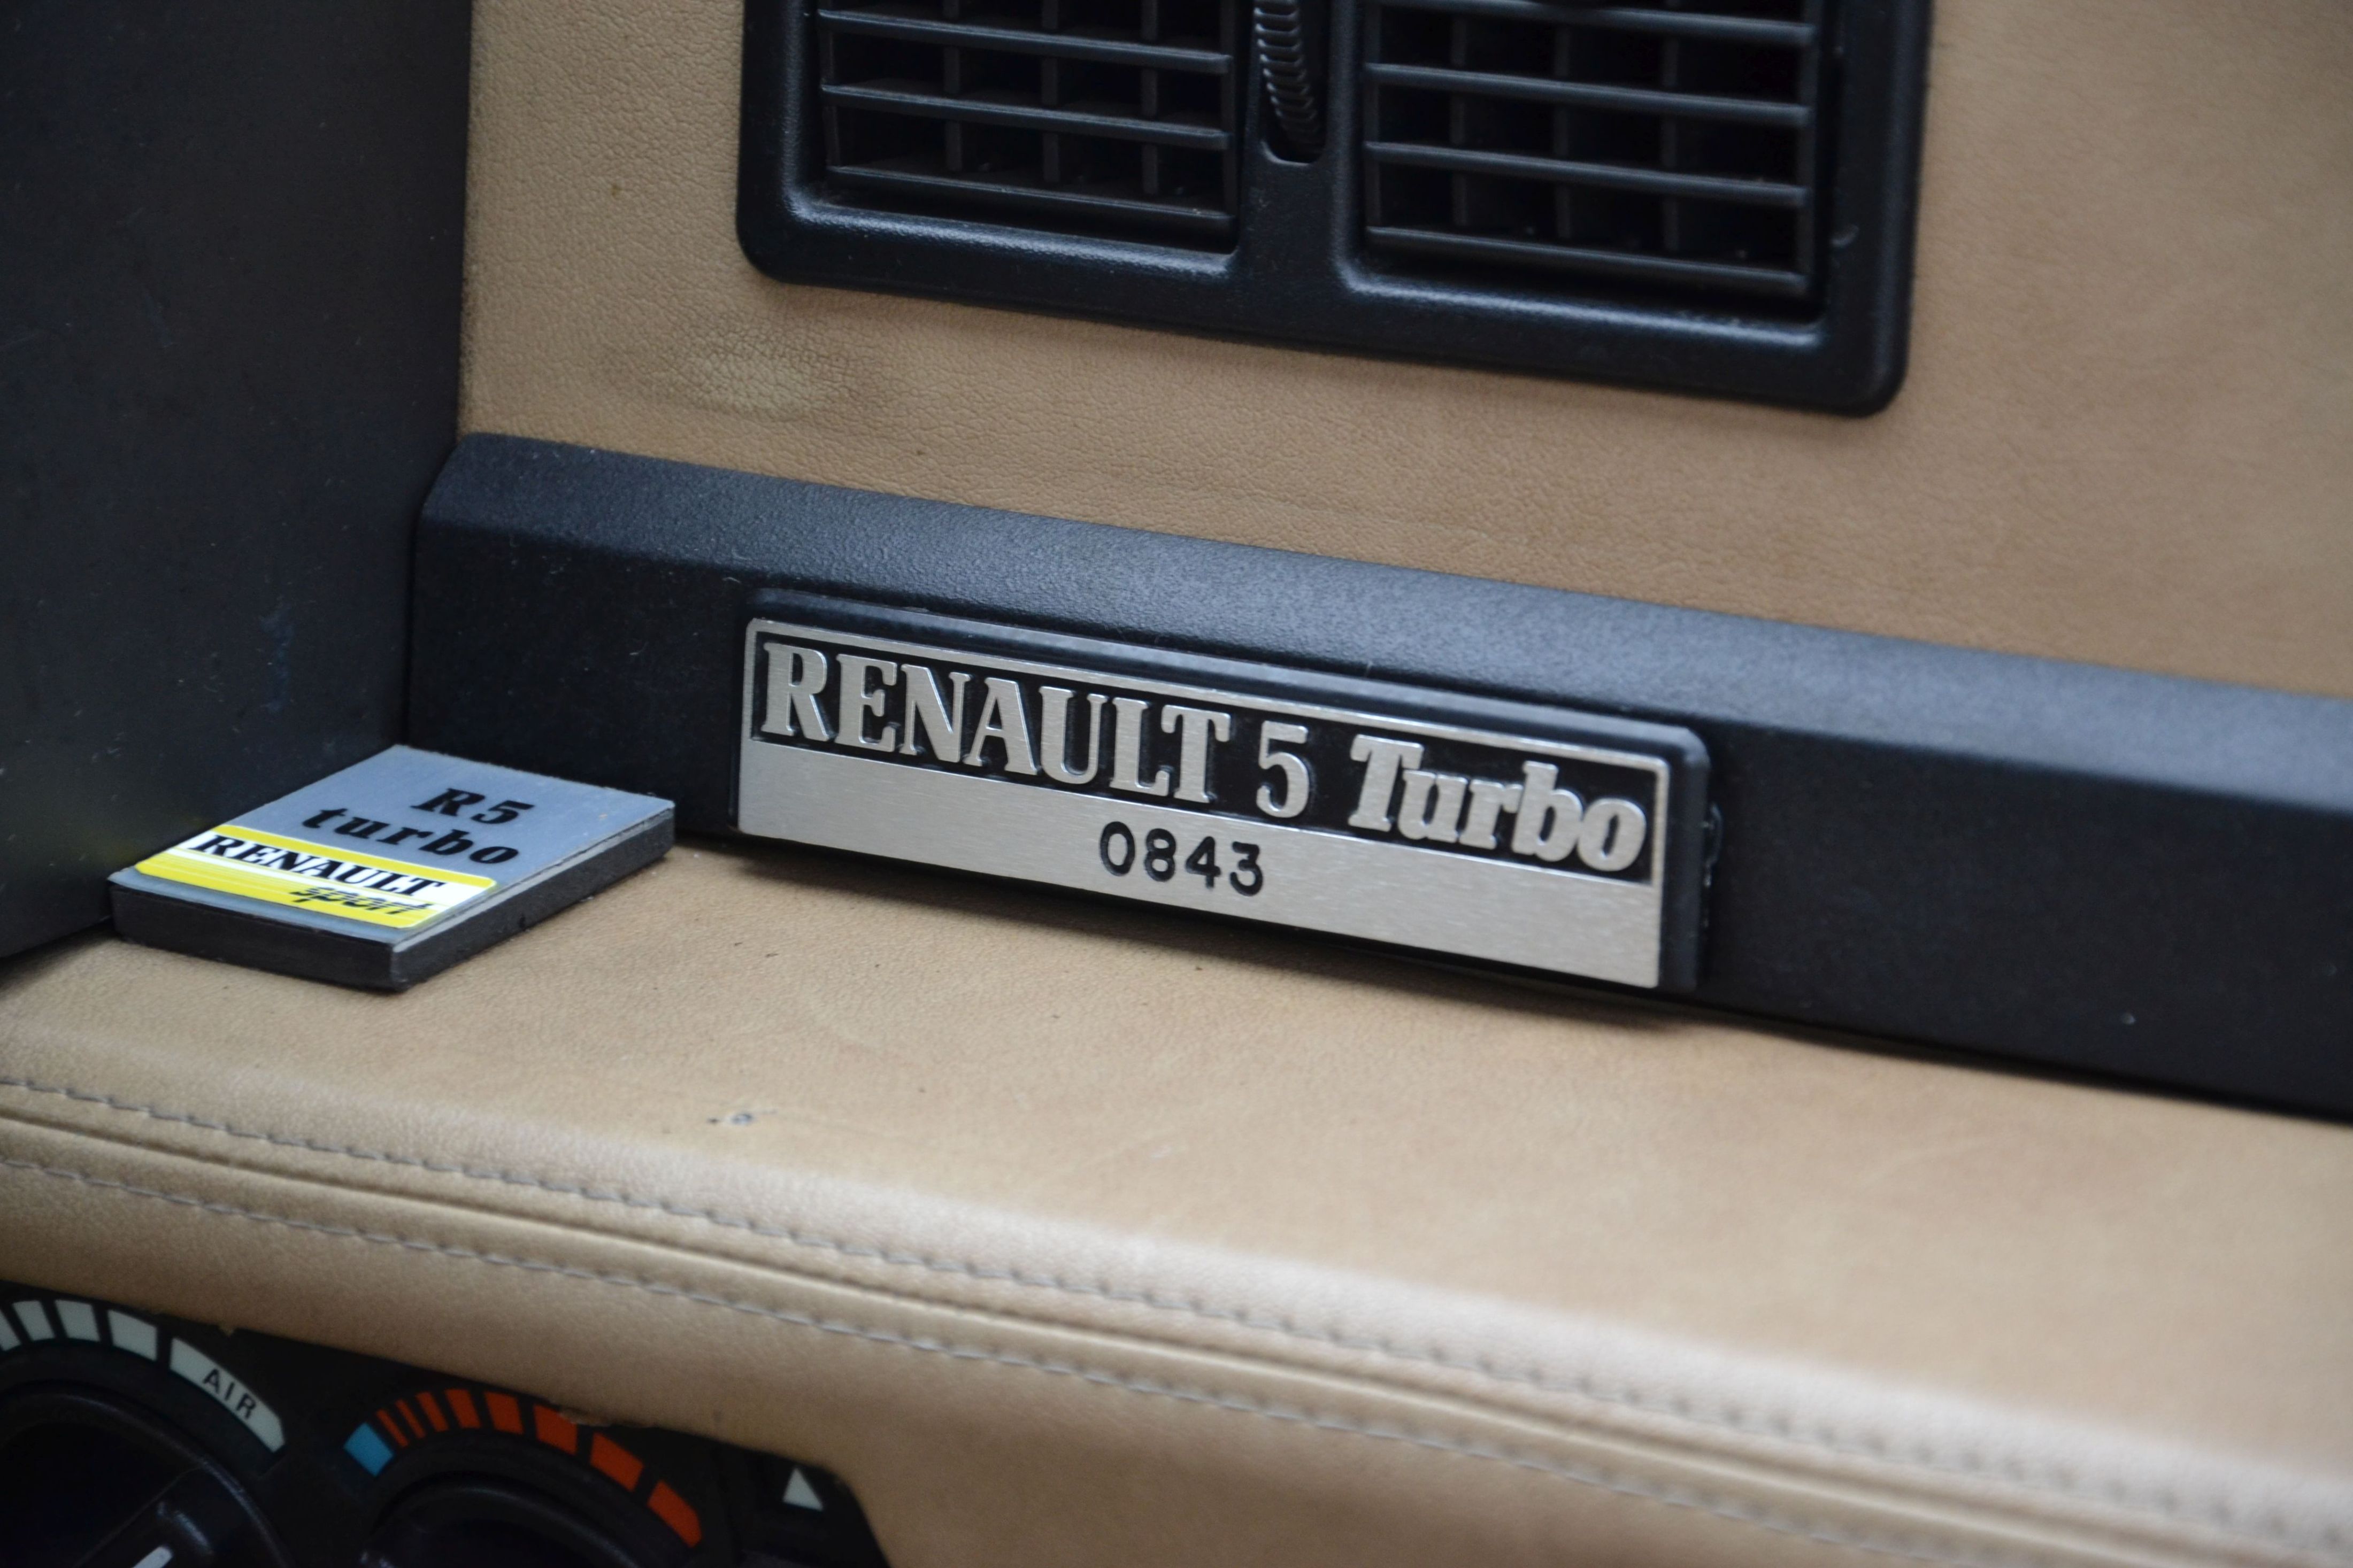 RENAULT 5 Turbo
0843
R5
turbo
RENAULT
sport
AIR